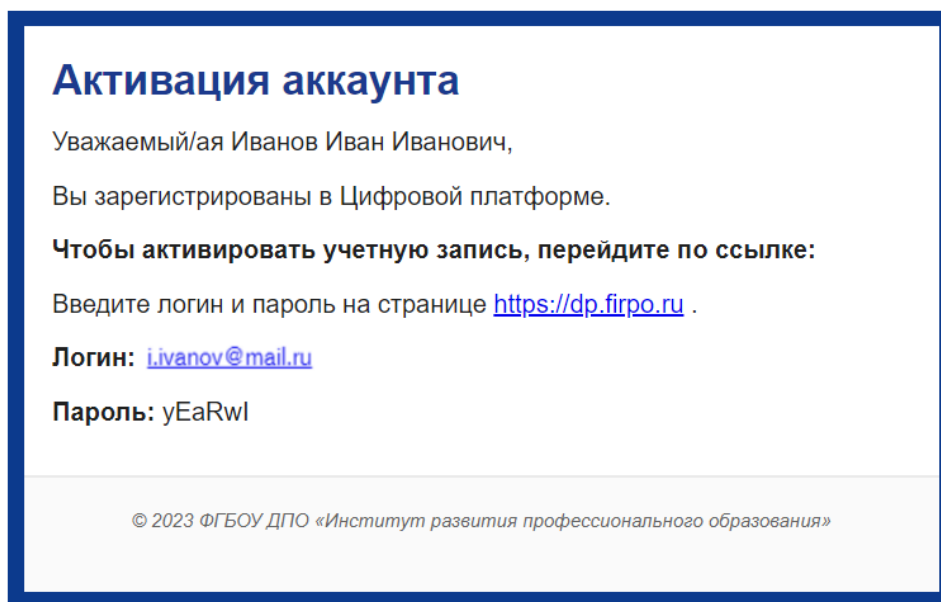 Активация аккаунта
Уважаемый/ая Иванов Иван Иванович,
Вы зарегистрированы в Цифровой платформе.
Чтобы активировать учетную запись, перейдите по ссылке:
Введите логин и пароль на странице https://dp.firpo.ru .
Логин: i.ivanov@mail.ru
Пароль: yEaRwI
© 2023 ФГБОУ ДПО «Институт развития профессионального образования»